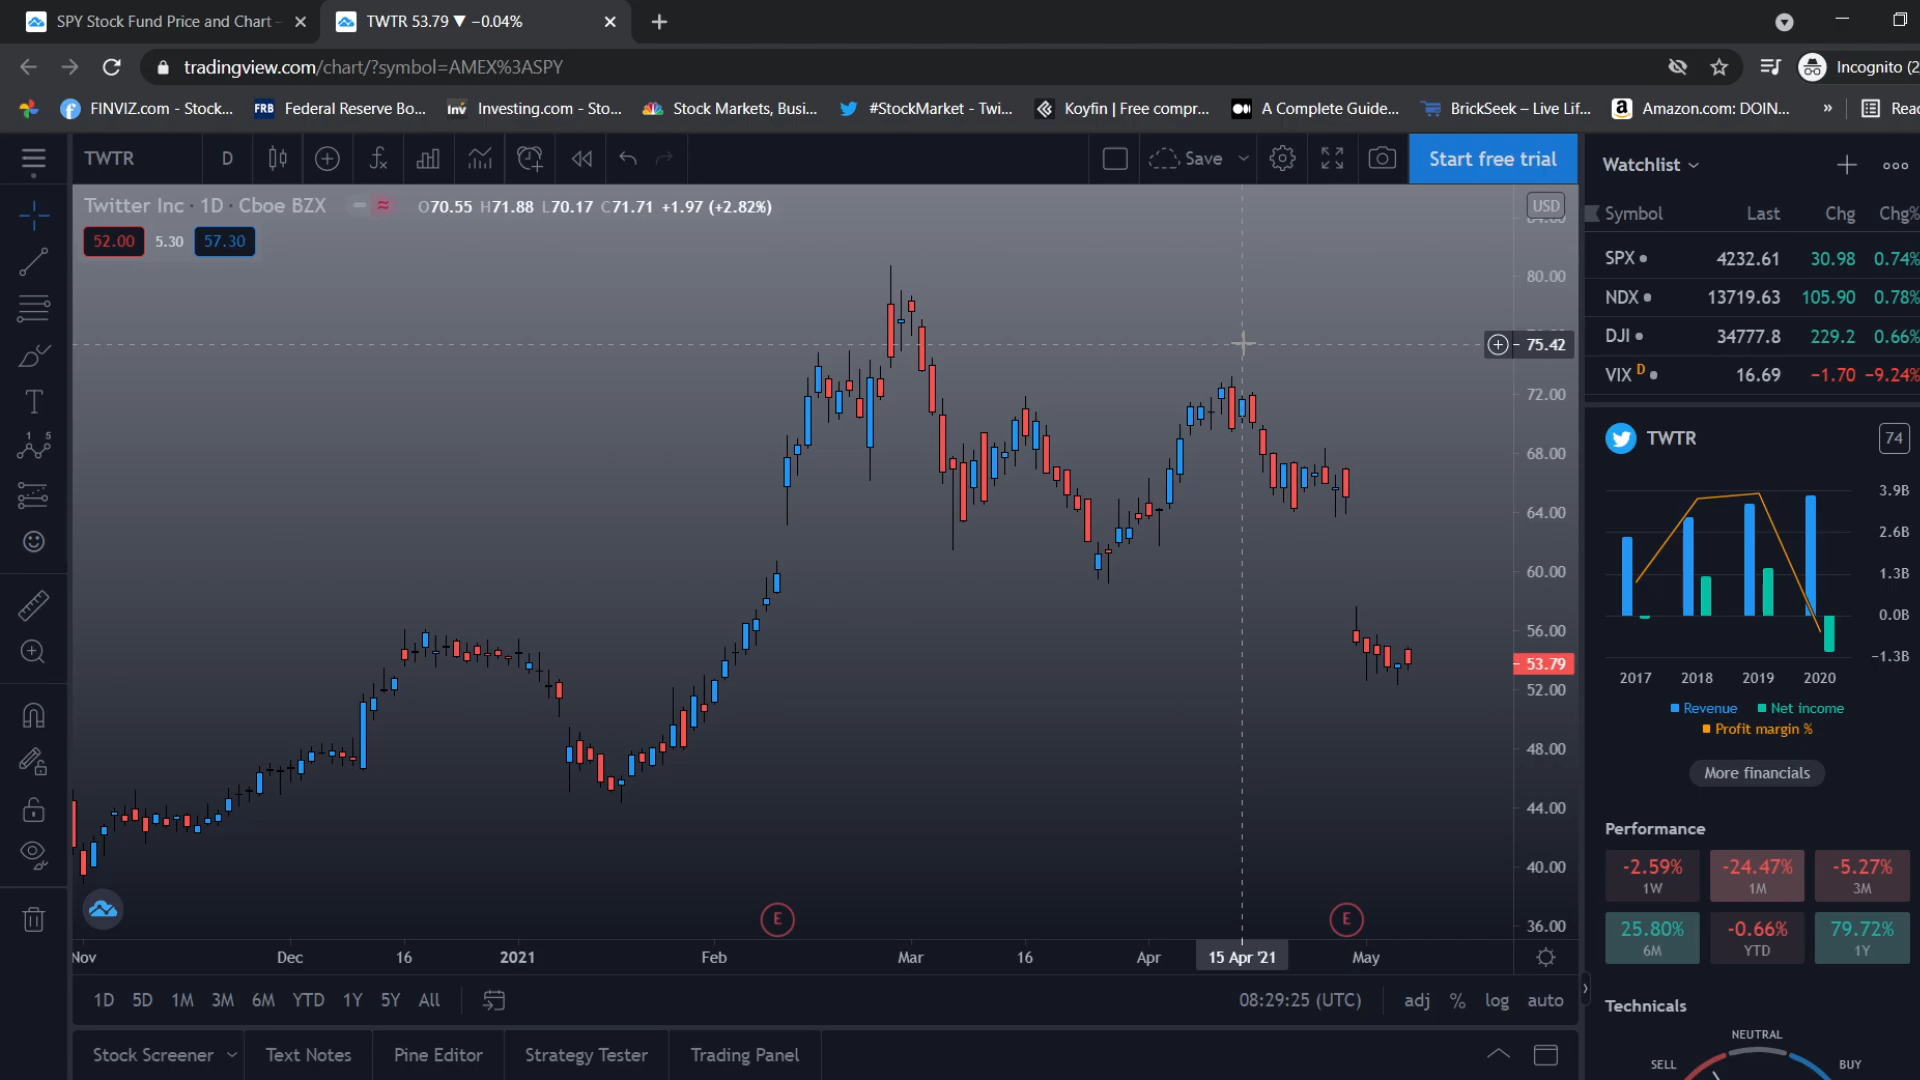 SPY Stock Fund Price and Chart -
TWTR 53.79 ▼ −0.04%
tradingview.com/chart/?symbol=AMEX%3ASPY
Incognito (2
FINVIZ.com - Stock...
FRB Federal Reserve Bo...
Inv Investing.com - Sto...
Stock Markets, Busi...
#StockMarket - Twi...
Koyfin | Free compr...
A Complete Guide...
BrickSeek – Live Lif...
Amazon.com: DOIN...
»
Read
TWTR D
Save
Start free trial
Twitter Inc · 1D · Cboe BZX
O70.55 H71.88 L70.17 C71.71 +1.97 (+2.82%)
52.00 5.30 57.30
USD
80.00
75.42
72.00
68.00
64.00
60.00
56.00
53.79
52.00
48.00
44.00
40.00
36.00
E E
Nov Dec 16 2021 Feb Mar 16 Apr 15 Apr '21 May
1D 5D 1M 3M 6M YTD 1Y 5Y All
08:29:25 (UTC) adj % log auto
Stock Screener Text Notes Pine Editor Strategy Tester Trading Panel
Watchlist
Symbol Last Chg Chg%
SPX 4232.61 30.98 0.74%
NDX 13719.63 105.90 0.78%
DJI 34777.8 229.2 0.66%
VIX D 16.69 −1.70 −9.24%
TWTR 74
3.9B
2.6B
1.3B
0.0B
−1.3B
2017 2018 2019 2020
Revenue Net income
Profit margin %
More financials
Performance
-2.59% -24.47% -5.27%
1W 1M 3M
25.80% -0.66% 79.72%
6M YTD 1Y
Technicals
NEUTRAL
SELL BUY